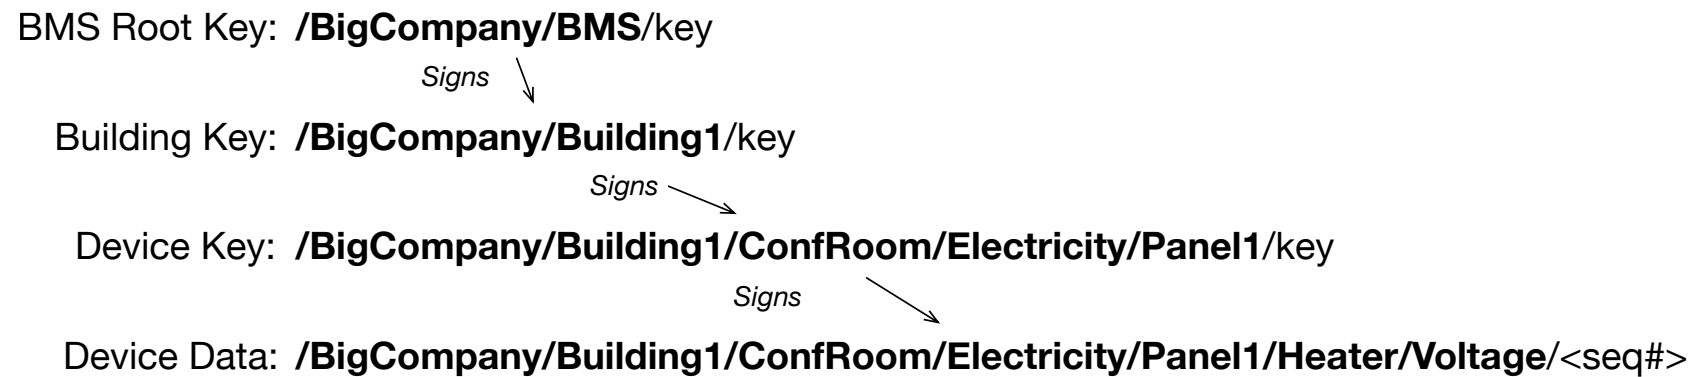 BMS Root Key: /BigCompany/BMS/key
Signs
Building Key: /BigCompany/Building1/key
Signs
Device Key: /BigCompany/Building1/ConfRoom/Electricity/Panel1/key
Signs
Device Data: /BigCompany/Building1/ConfRoom/Electricity/Panel1/Heater/Voltage/<seq#>